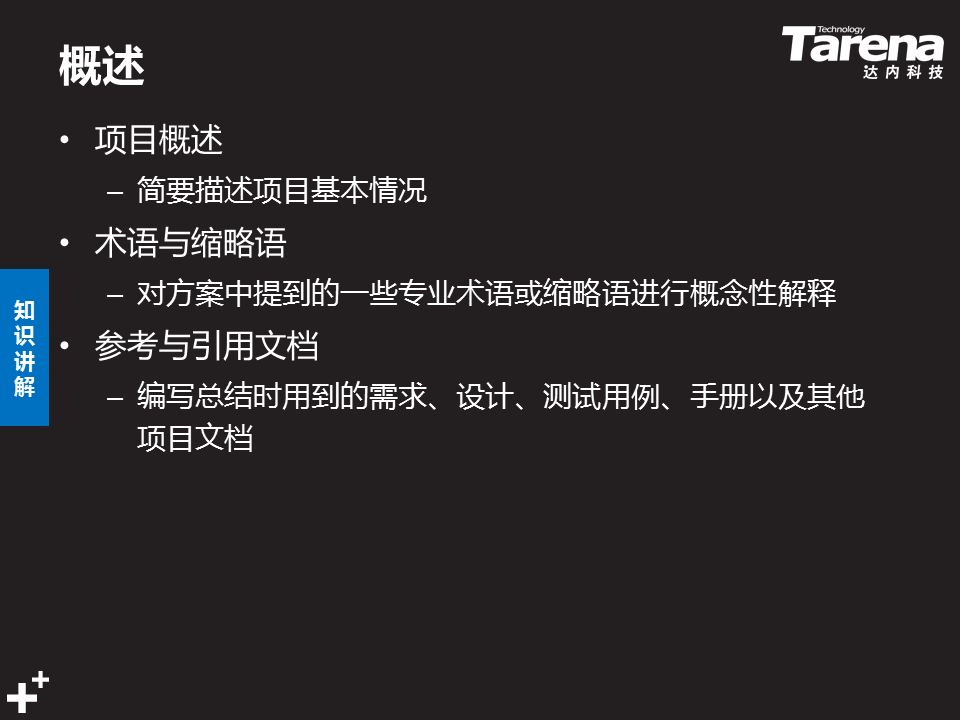 概述
Technology
Tarena
达内科技
• 项目概述
– 简要描述项目基本情况
• 术语与缩略语
– 对方案中提到的一些专业术语或缩略语进行概念性解释
• 参考与引用文档
– 编写总结时用到的需求、设计、测试用例、手册以及其他
项目文档
知
识
讲
解